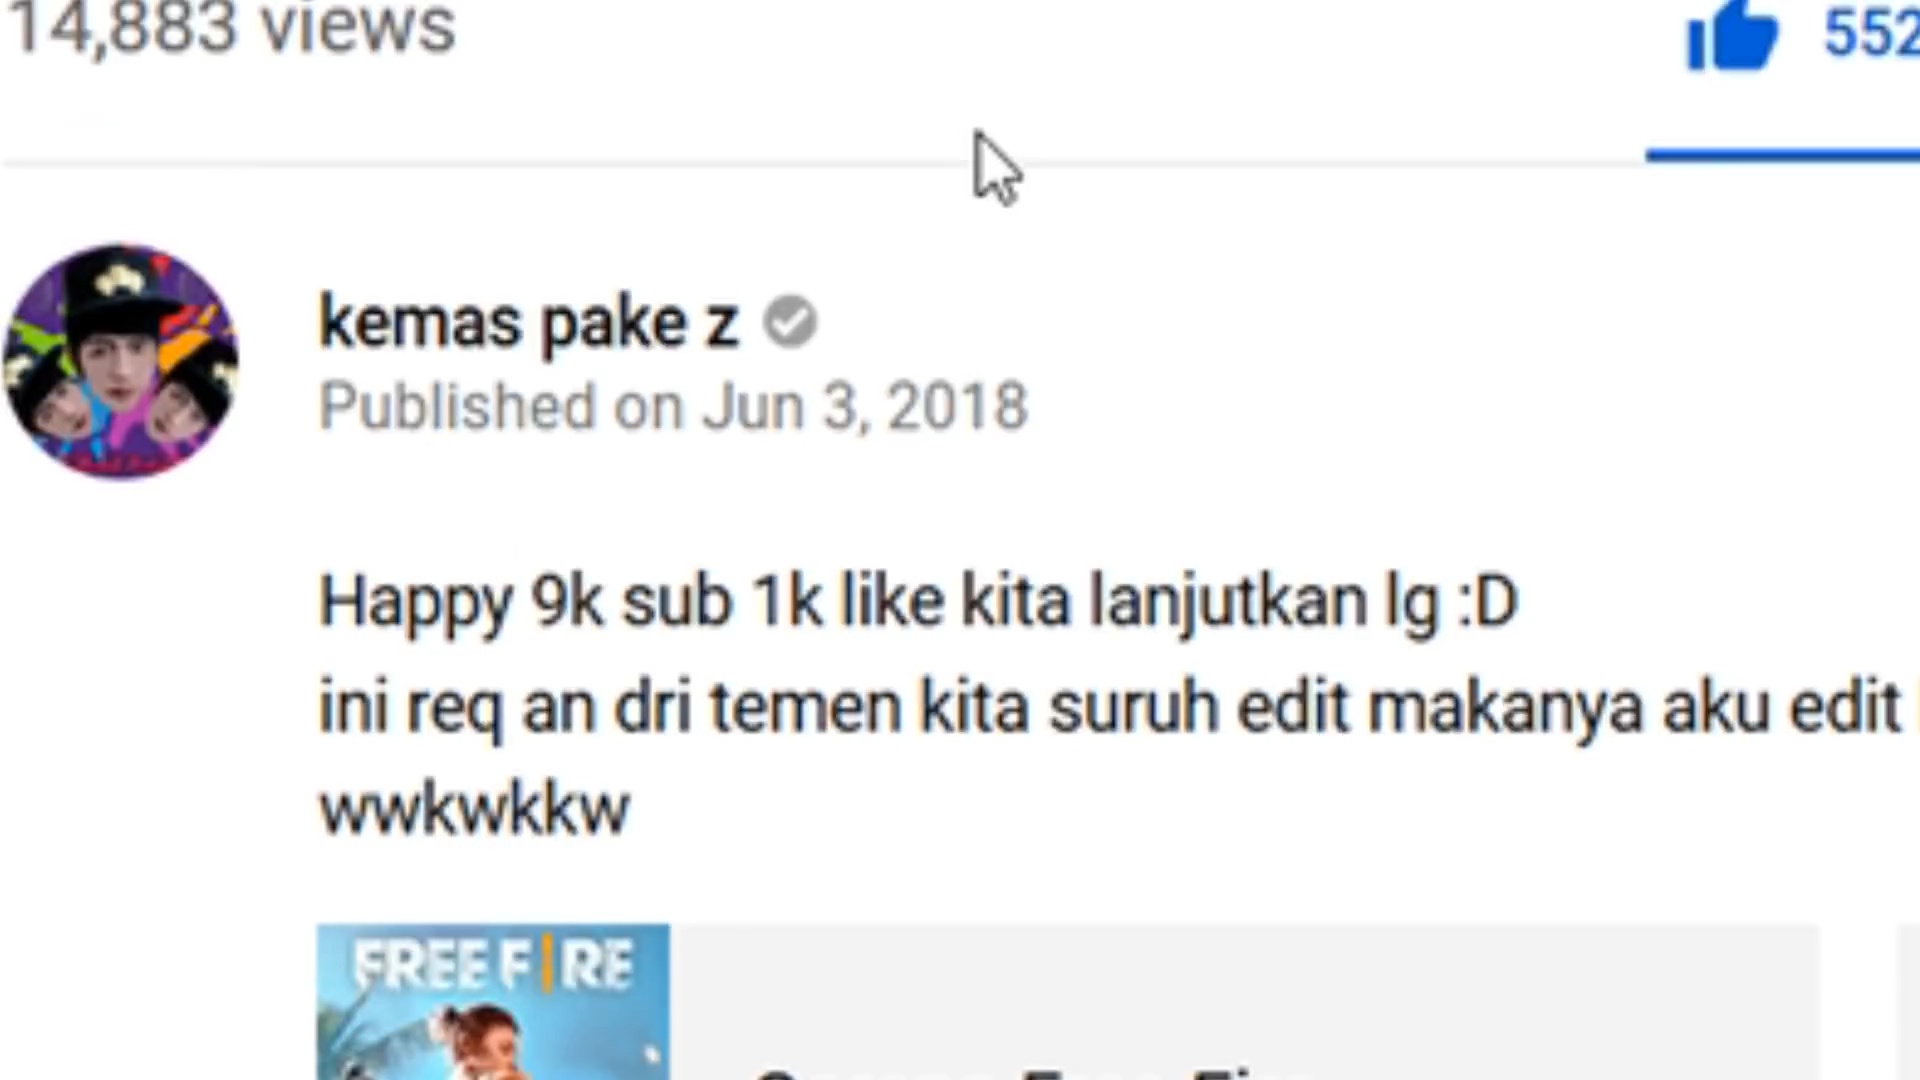 14,883 views
552
kemas pake z
Published on Jun 3, 2018
Happy 9k sub 1k like kita lanjutkan lg :D
ini req an dri temen kita suruh edit makanya aku edit
wwkwkkw
FREE FIRE